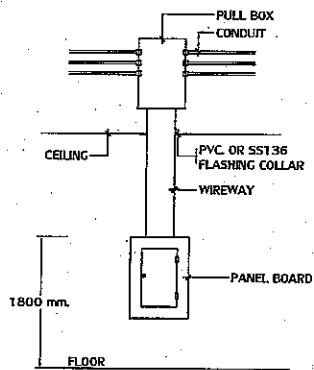 PULL BOX
CONDUIT
CEILING
PVC. OR SS136
FLASHING COLLAR
WIREWAY
PANEL BOARD
1800 mm.
FLOOR